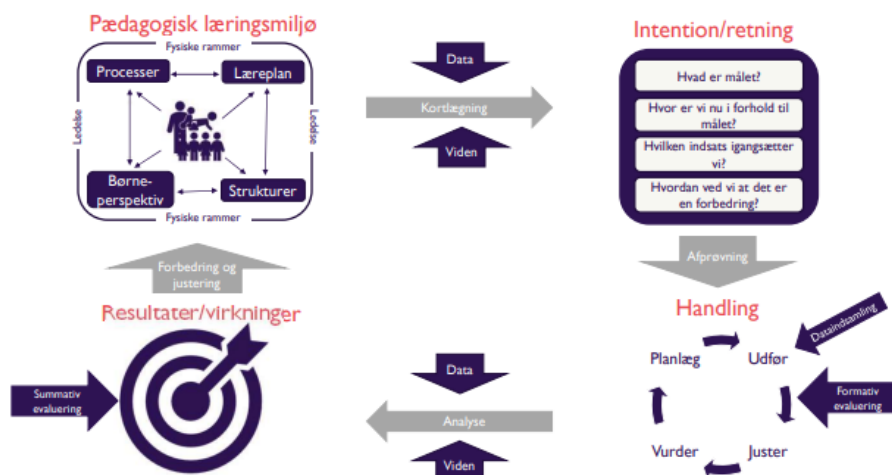 Pædagogisk læringsmiljø
Fysiske rammer
Processer
Læreplan
Ledelse
Ledelse
Børne-
perspektiv
Strukturer
Fysiske rammer
Data
Kortlægning
Viden
Intention/retning
Hvad er målet?
Hvor er vi nu i forhold til
målet?
Hvilken indsats igangsætter
vi?
Hvordan ved vi at det er
en forbedring?
Forbedring og
justering
Afprøvning
Resultater/virkninger
Summativ
evaluering
Data
Analyse
Viden
Handling
Dataindsamling
Planlæg
Udfør
Formativ
evaluering
Vurder
Juster